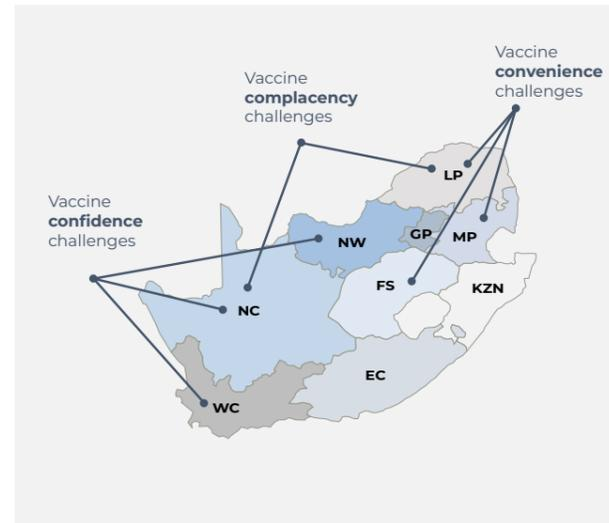 Vaccine
convenience
challenges
Vaccine
complacency
challenges
Vaccine
confidence
challenges
LP
NW
GP
MP
FS
KZN
NC
EC
WC